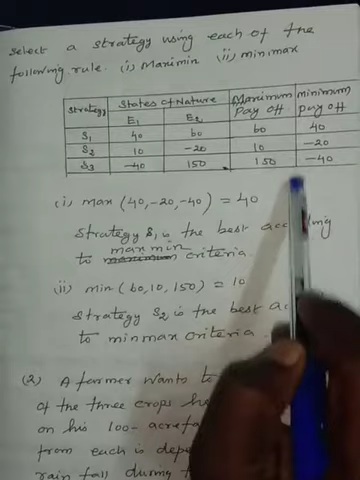 Select a strategy using each of the
following rule. (i) Maximin (ii) minimax
Strategy States of Nature Maximum Pay off minimum pay off
E1 E2
S1 40 60 60 40
S2 10 -20 10 -20
S3 -40 150 150 -40
(i) max (40, -20, -40) = 40
Strategy S1 is the best
to maxmin criteria.
(ii) min (60, 10, 150) = 10
Strategy S2 is the best
to minmax criteria.
(2) A farmer wants to
of the three crops
on his 100-acre
from each is
rain fall during